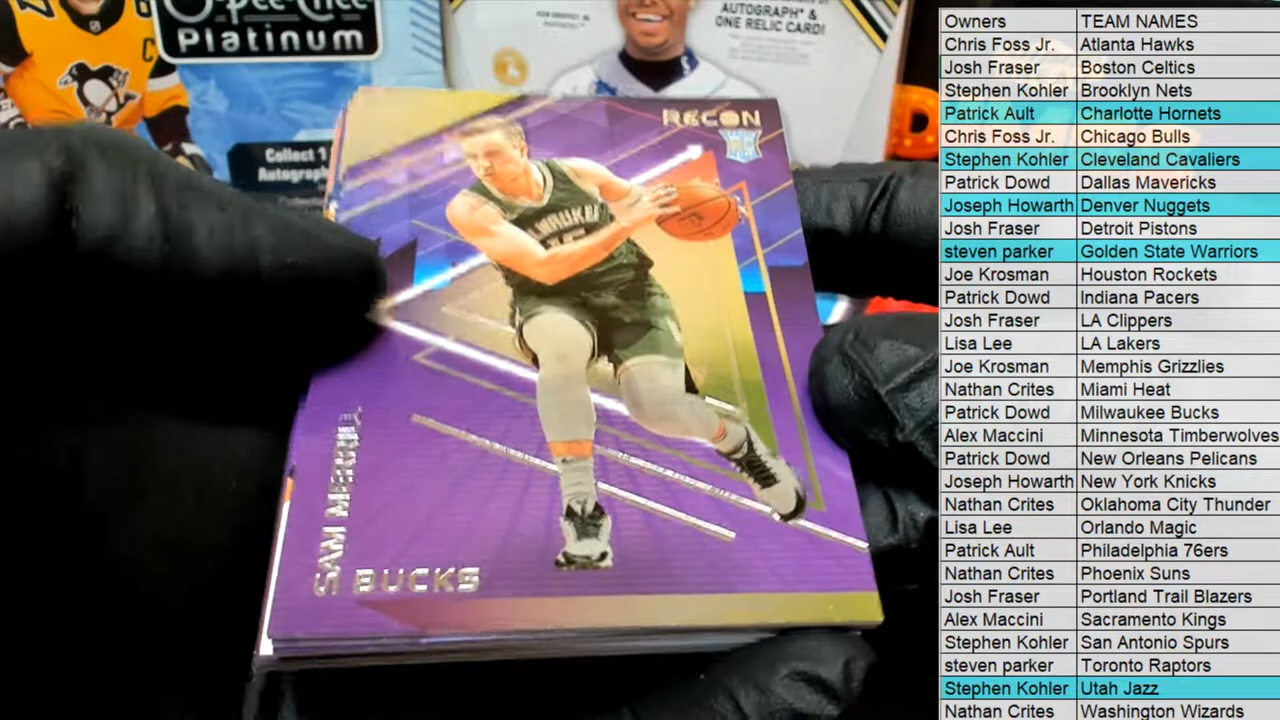 O-Pee-Chee
Platinum
Collect 1
Autograph
AUTOGRAPH &
ONE RELIC CARD!
RECON
RC
SAM MERRILL
BUCKS
Owners TEAM NAMES
Chris Foss Jr. Atlanta Hawks
Josh Fraser Boston Celtics
Stephen Kohler Brooklyn Nets
Patrick Ault Charlotte Hornets
Chris Foss Jr. Chicago Bulls
Stephen Kohler Cleveland Cavaliers
Patrick Dowd Dallas Mavericks
Joseph Howarth Denver Nuggets
Josh Fraser Detroit Pistons
steven parker Golden State Warriors
Joe Krosman Houston Rockets
Patrick Dowd Indiana Pacers
Josh Fraser LA Clippers
Lisa Lee LA Lakers
Joe Krosman Memphis Grizzlies
Nathan Crites Miami Heat
Patrick Dowd Milwaukee Bucks
Alex Maccini Minnesota Timberwolves
Patrick Dowd New Orleans Pelicans
Joseph Howarth New York Knicks
Nathan Crites Oklahoma City Thunder
Lisa Lee Orlando Magic
Patrick Ault Philadelphia 76ers
Nathan Crites Phoenix Suns
Josh Fraser Portland Trail Blazers
Alex Maccini Sacramento Kings
Stephen Kohler San Antonio Spurs
steven parker Toronto Raptors
Stephen Kohler Utah Jazz
Nathan Crites Washington Wizards